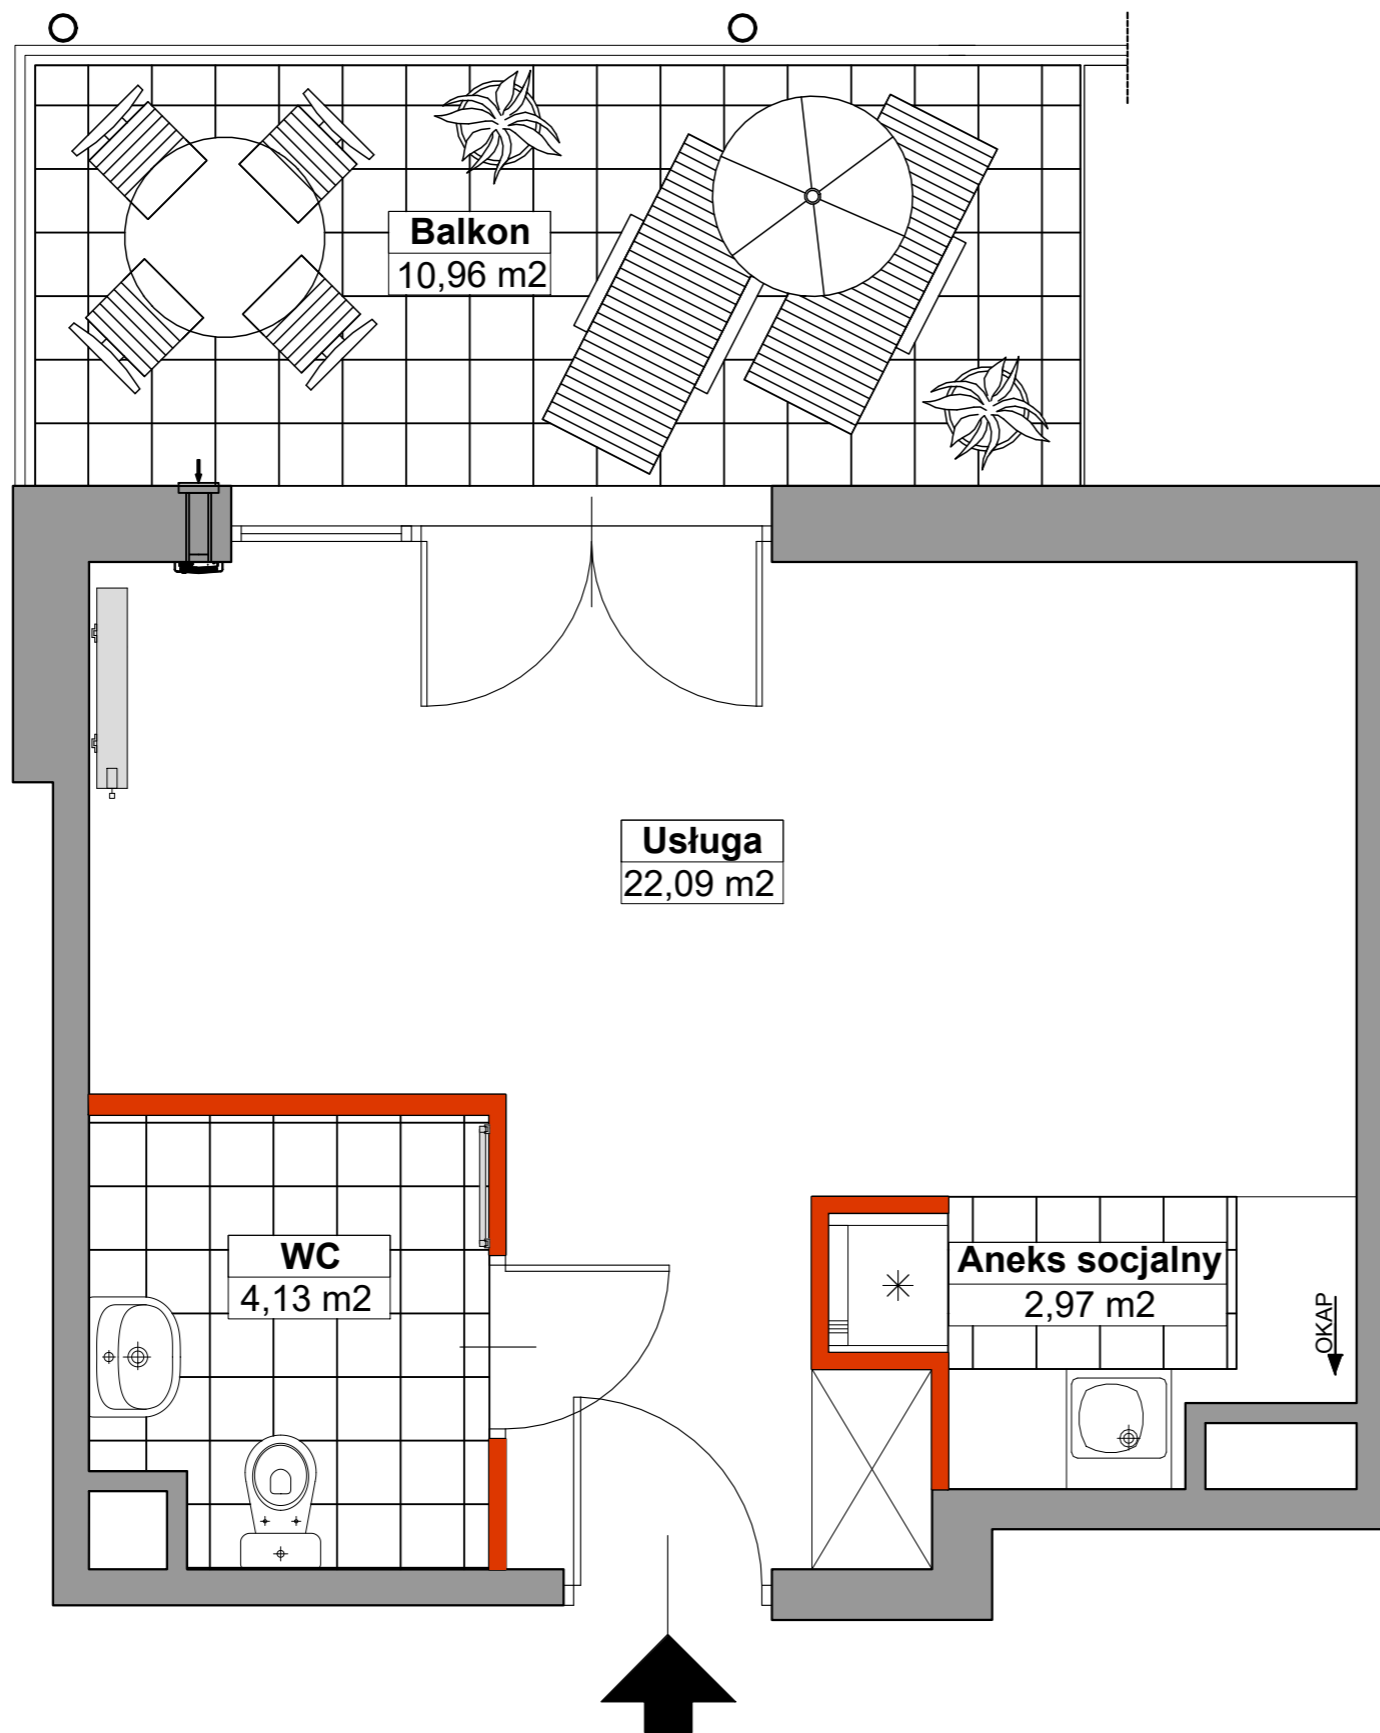 Balkon
10,96 m2
Usługa
22,09 m2
WC
4,13 m2
Aneks socjalny
2,97 m2
OKAP